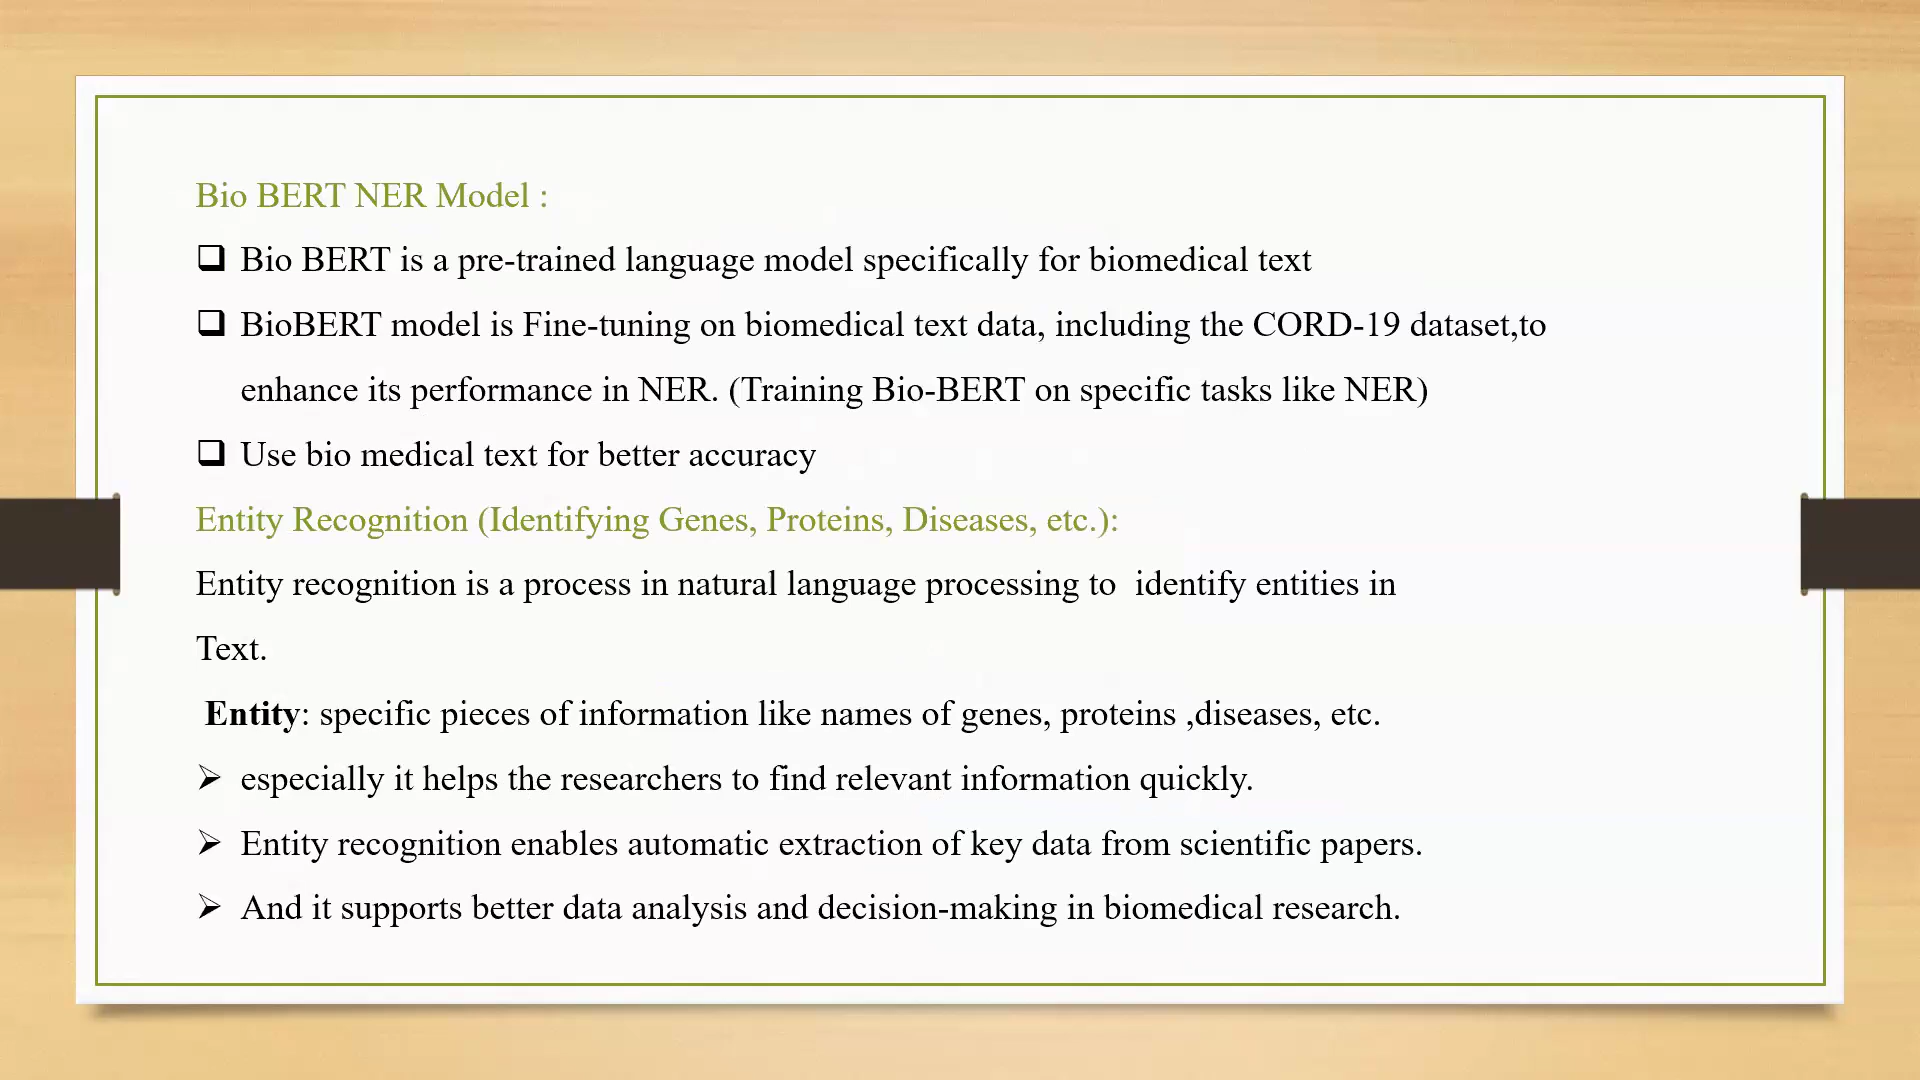 Bio BERT NER Model :
❑ Bio BERT is a pre-trained language model specifically for biomedical text
❑ BioBERT model is Fine-tuning on biomedical text data, including the CORD-19 dataset,to
enhance its performance in NER. (Training Bio-BERT on specific tasks like NER)
❑ Use bio medical text for better accuracy
Entity Recognition (Identifying Genes, Proteins, Diseases, etc.):
Entity recognition is a process in natural language processing to  identify entities in
Text.
Entity: specific pieces of information like names of genes, proteins ,diseases, etc.
➢ especially it helps the researchers to find relevant information quickly.
➢ Entity recognition enables automatic extraction of key data from scientific papers.
➢ And it supports better data analysis and decision-making in biomedical research.